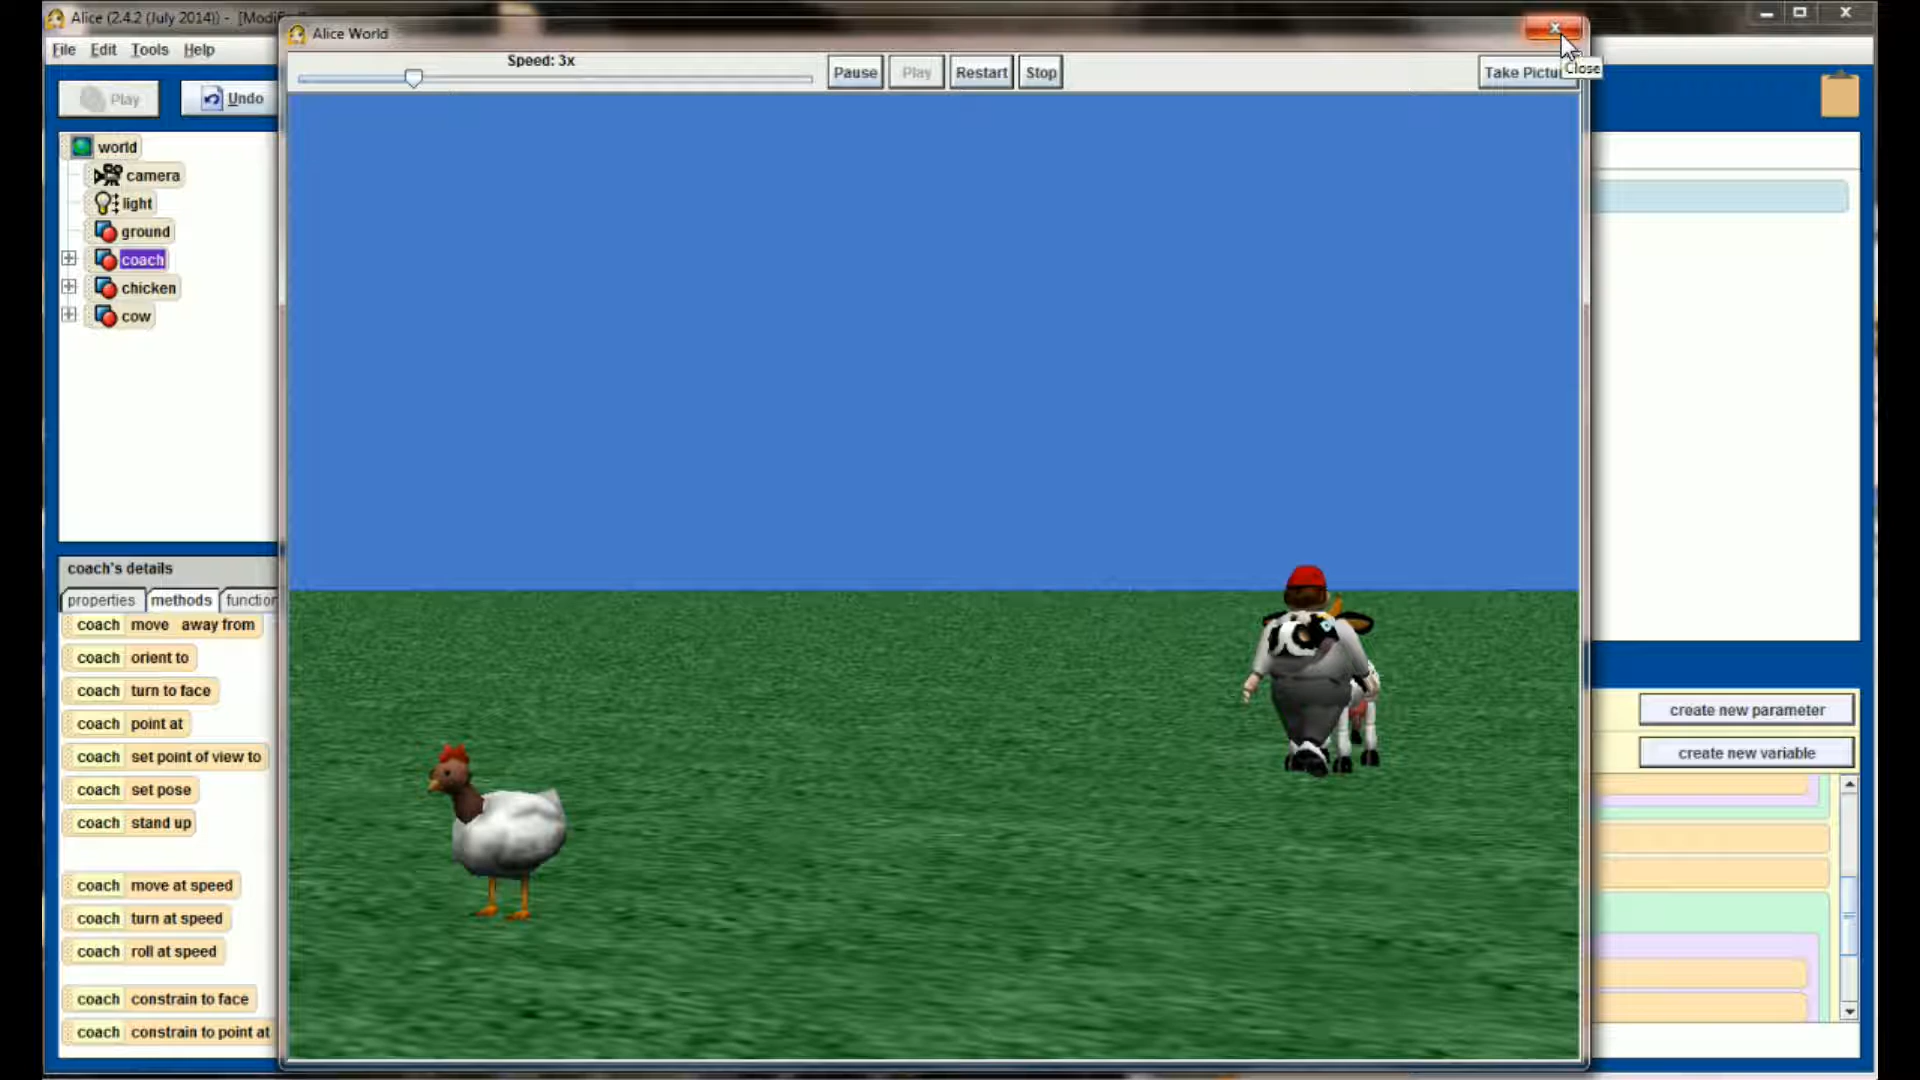 Alice (2.4.2 (July 2014)) - [Modifi
Alice World
File Edit Tools Help
Speed: 3x
Pause Play Restart Stop
Take Pictu
Close
Play Undo
world
camera
light
ground
coach
chicken
cow
coach's details
properties methods function
coach move away from
coach orient to
coach turn to face
coach point at
coach set point of view to
coach set pose
coach stand up
coach move at speed
coach turn at speed
coach roll at speed
coach constrain to face
coach constrain to point at
create new parameter
create new variable